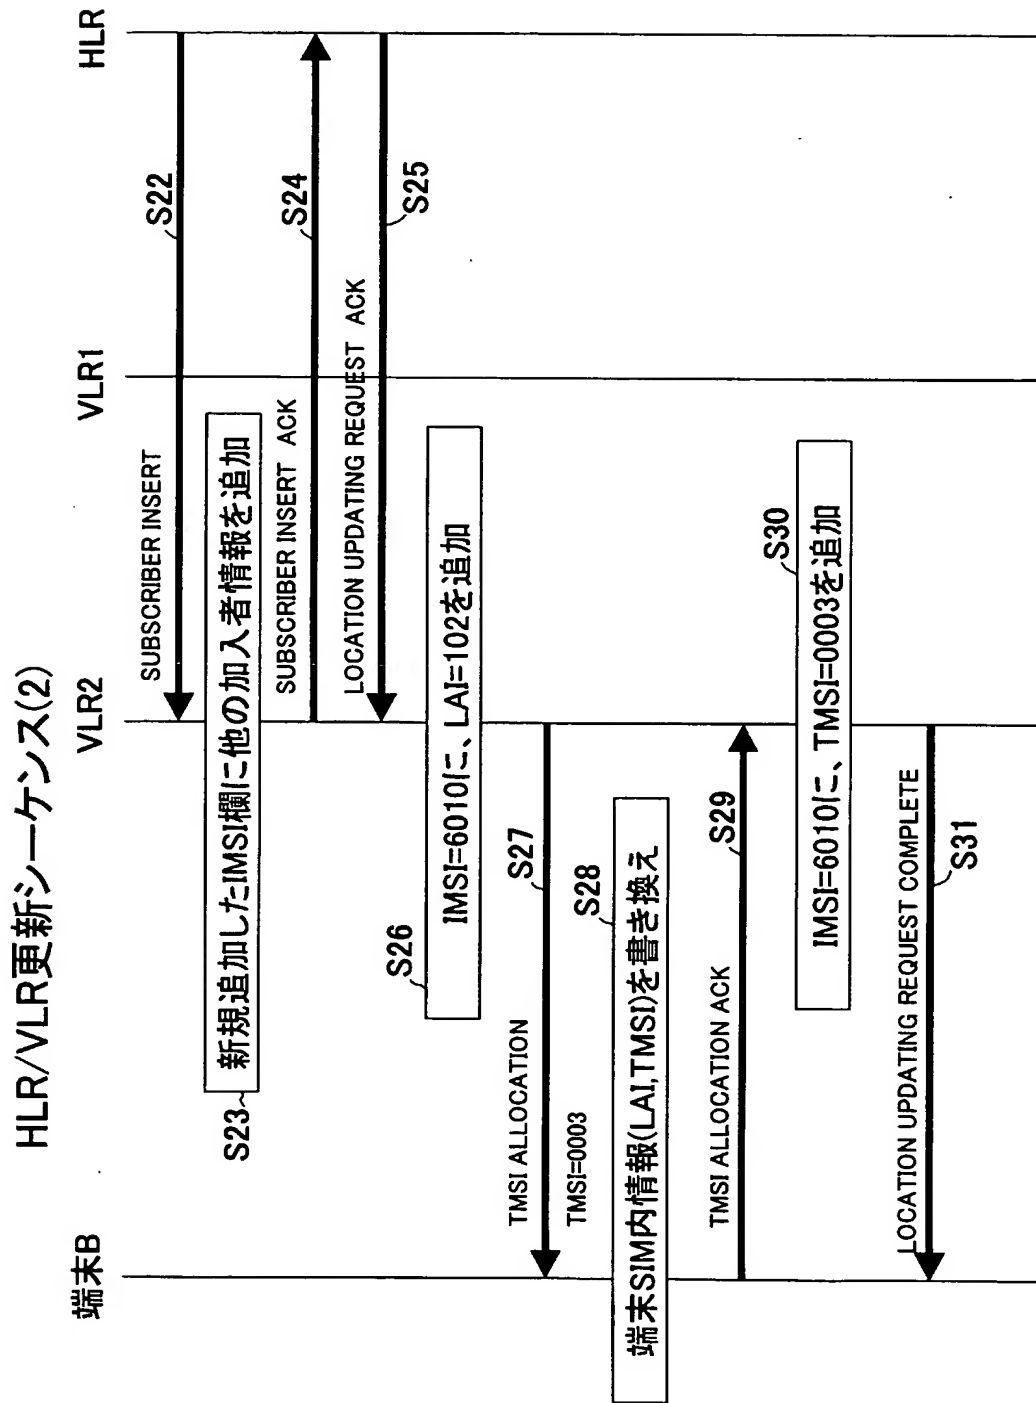 HLR/VLR更新シーケンス(2)
端末B
VLR2
VLR1
HLR
SUBSCRIBER INSERT
S22
S23
新規追加したIMSI欄に他の加入者情報を追加
SUBSCRIBER INSERT ACK
S24
LOCATION UPDATING REQUEST ACK
S25
S26
IMSI=6010に、LAI=102を追加
TMSI ALLOCATION
S27
TMSI=0003
S28
端末SIM内情報(LAI,TMSI)を書き換え
TMSI ALLOCATION ACK
S29
S30
IMSI=6010に、TMSI=0003を追加
LOCATION UPDATING REQUEST COMPLETE
S31